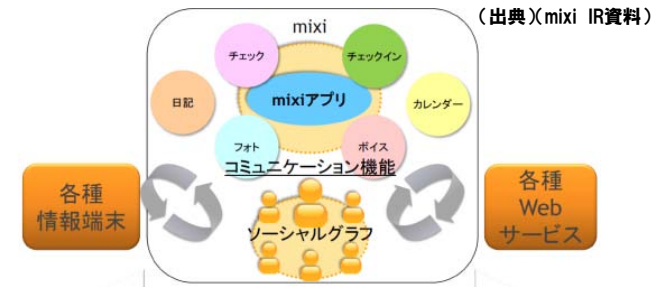 (出典)(mixi IR資料)
mixi
チェック
チェックイン
日記
mixiアプリ
カレンダー
フォト
ボイス
コミュニケーション機能
各種
情報端末
各種
Web
サービス
ソーシャルグラフ